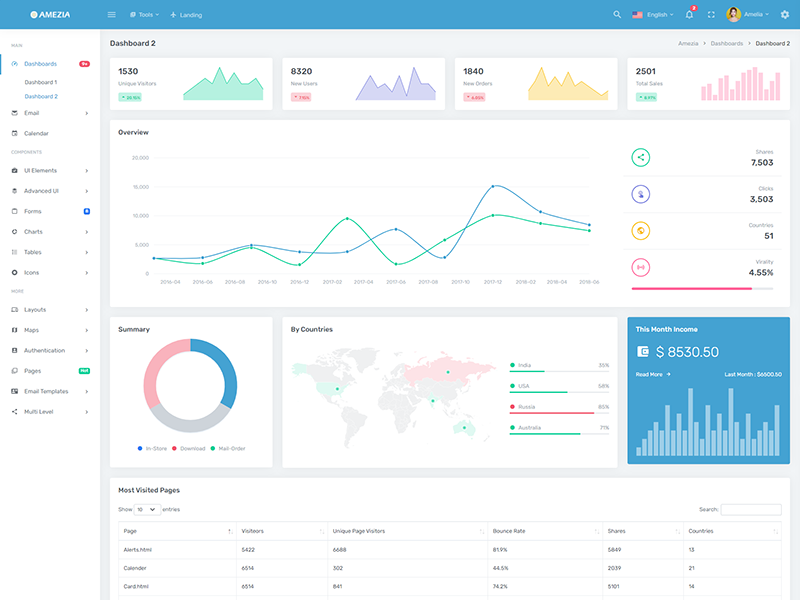 AMEZIA
Tools
Landing
English
2
Amelia
MAIN
Dashboards
9+
Dashboard 1
Dashboard 2
Email
Calendar
COMPONENTS
UI Elements
Advanced UI
Forms
6
Charts
Tables
Icons
MORE
Layouts
Maps
Authentication
Pages
Hot
Email Templates
Multi Level
Dashboard 2
Amezia > Dashboards > Dashboard 2
1530
Unique Visitors
8320
New Users
1840
New Orders
2501
Total Sales
Overview
20,000
15,000
10,000
5,000
0
2016-04 2016-06 2016-08 2016-10 2016-12 2017-03 2017-04 2017-06 2017-08 2017-10 2017-12 2018-02 2018-04 2018-06
Shares
7,503
Clicks
3,503
Countries
51
Virality
4.55%
Summary
In-Store Download Mail-Order
By Countries
India 35%
USA 58%
Russia 85%
Australia 71%
This Month Income
$ 8530.50
Read More Last Month : $6500.50
Most Visited Pages
Show 10 entries
Search:
Page Visiteors Unique Page Visitors Bounce Rate Shares Countries
Alerts.html 5422 6688 81.9% 5849 13
Calender 6514 302 44.5% 2039 21
Card.html 6514 841 74.2% 5101 14